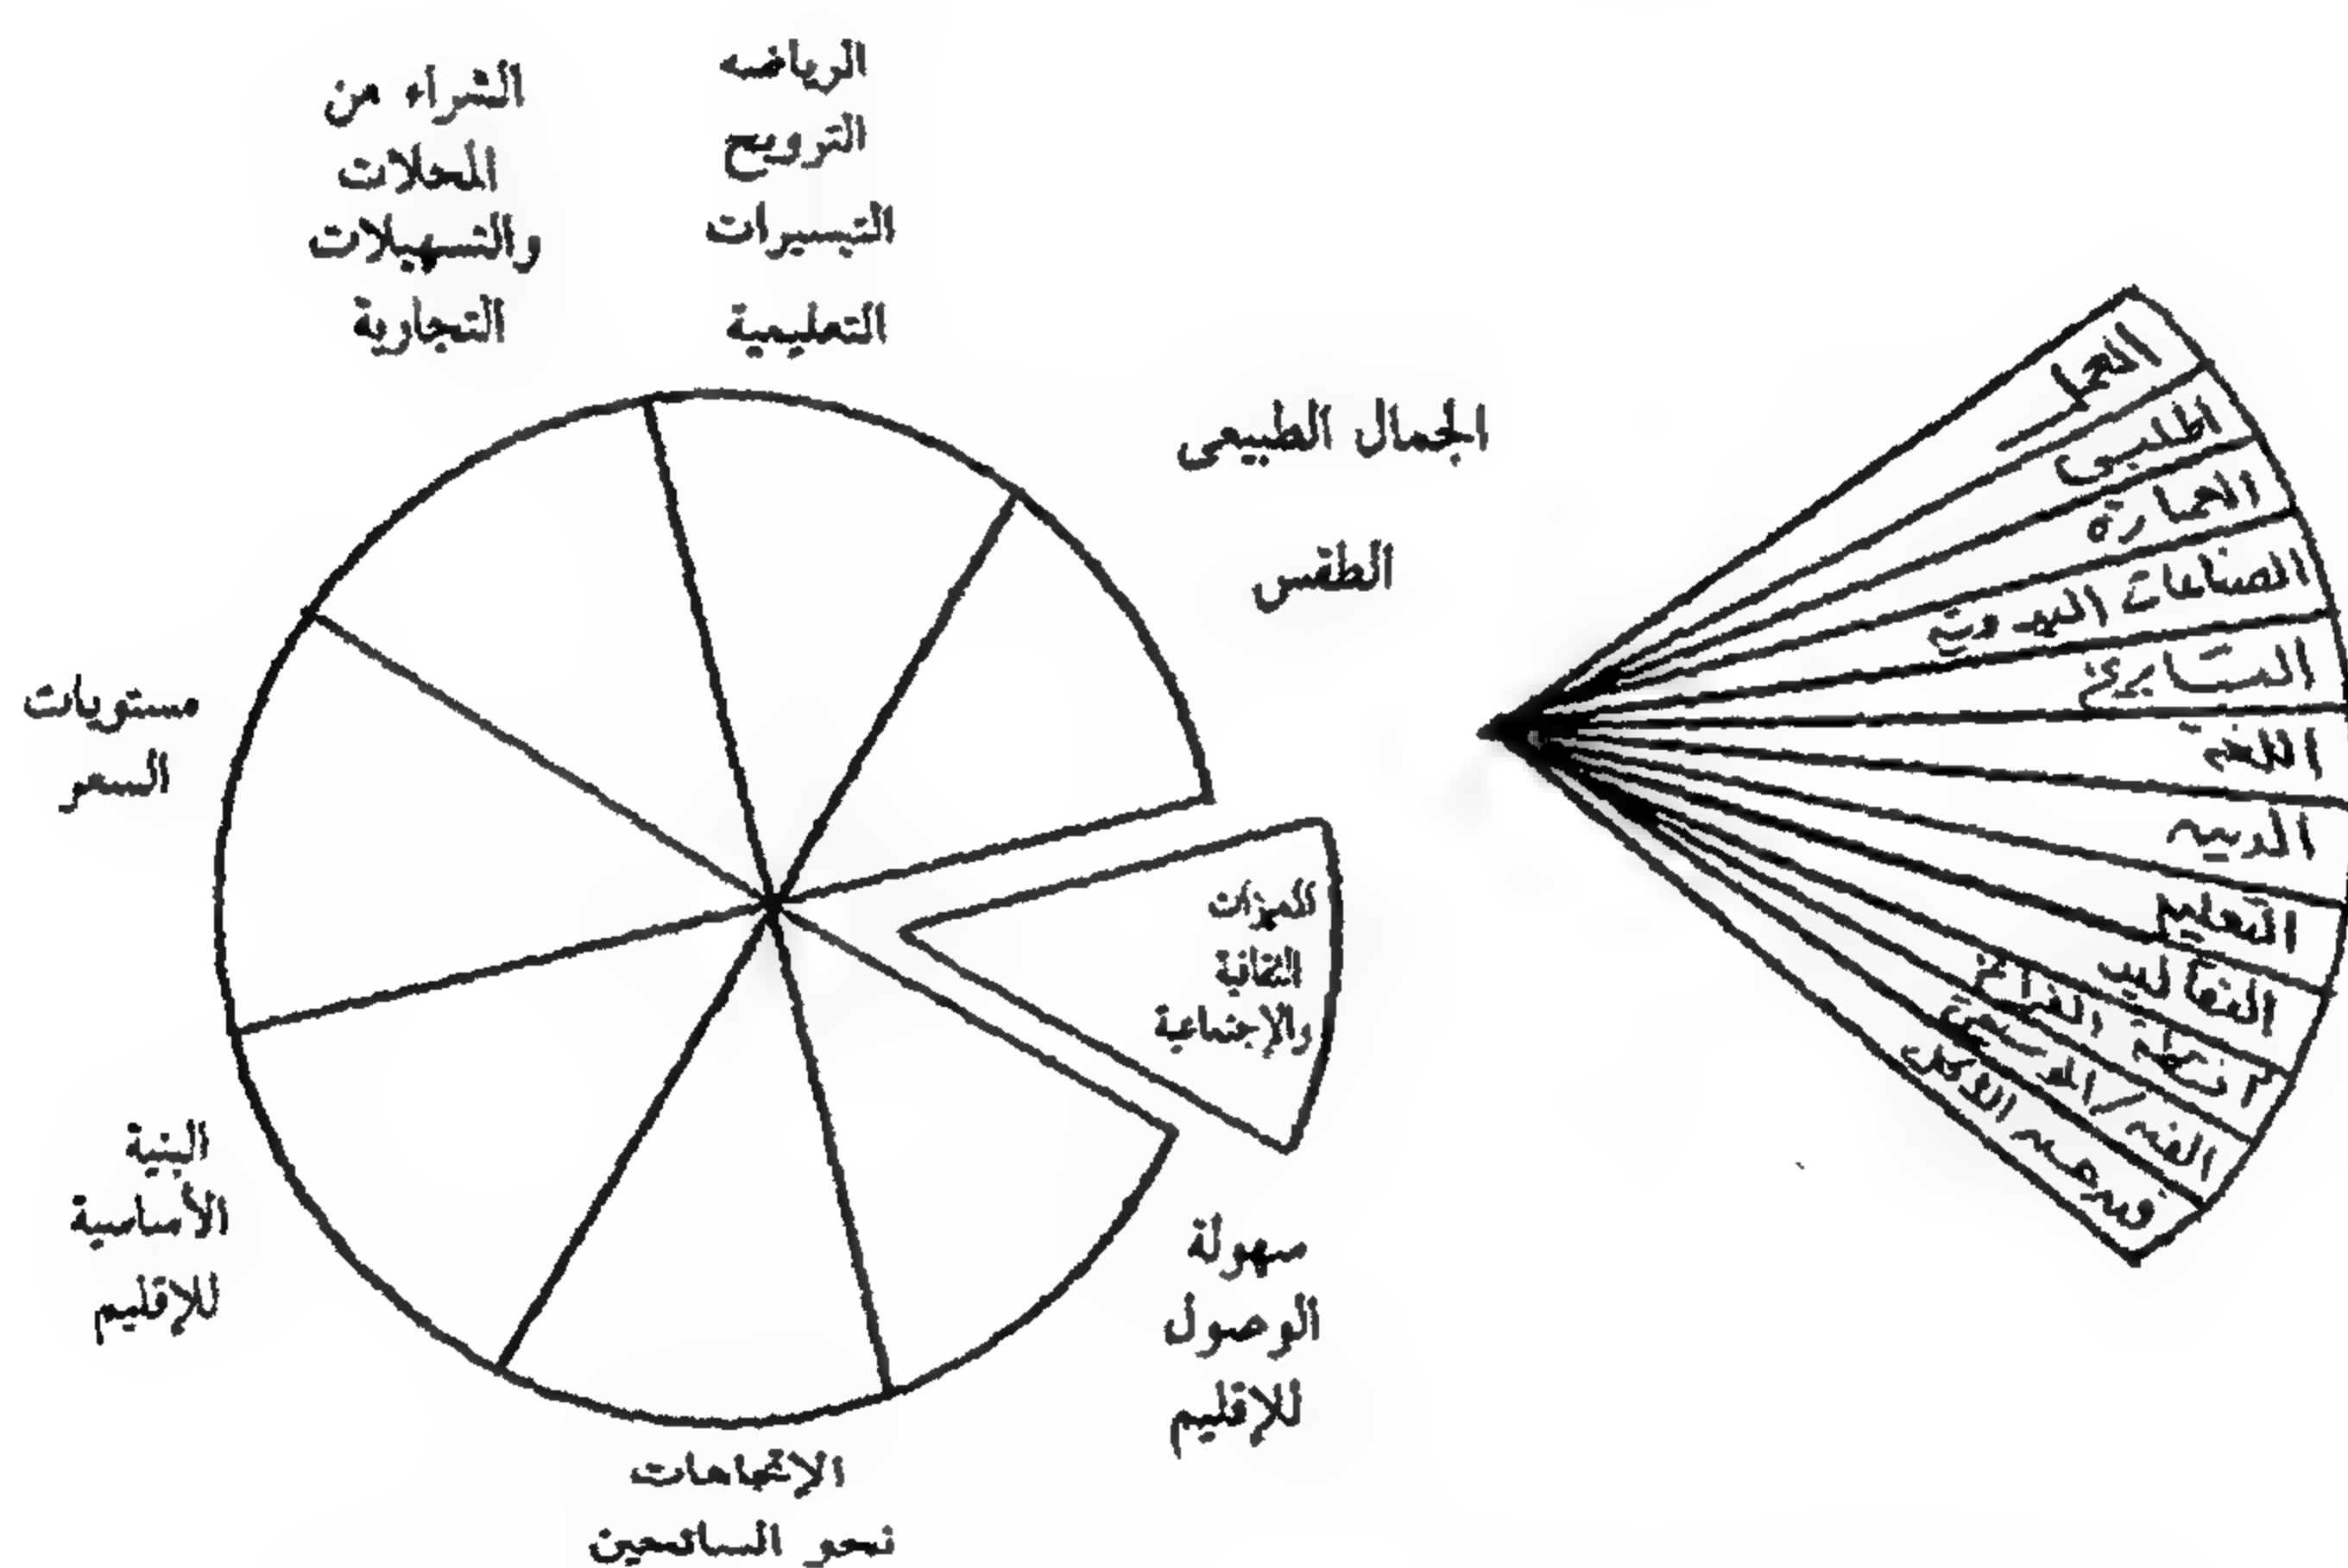 الرياضه
الترويح
التيسيرات
التعليمية
الشراء من
المحلات
والتسهيلات
التجارية
الجمال الطبيعى
الطقس
مستويات
السعر
المميزات
الثقافية
والإجتماعية
البنية
الأساسية
للإقليم
سهولة
الوصول
للإقليم
الإتجاهات
نحو السائحين
العمل
الملبس
العمارة
الصناعات اليدوية
التاريخ
اللغة
الدين
التعليم
التقاليد
أنشطة الفراغ
الفن/الموسيقى